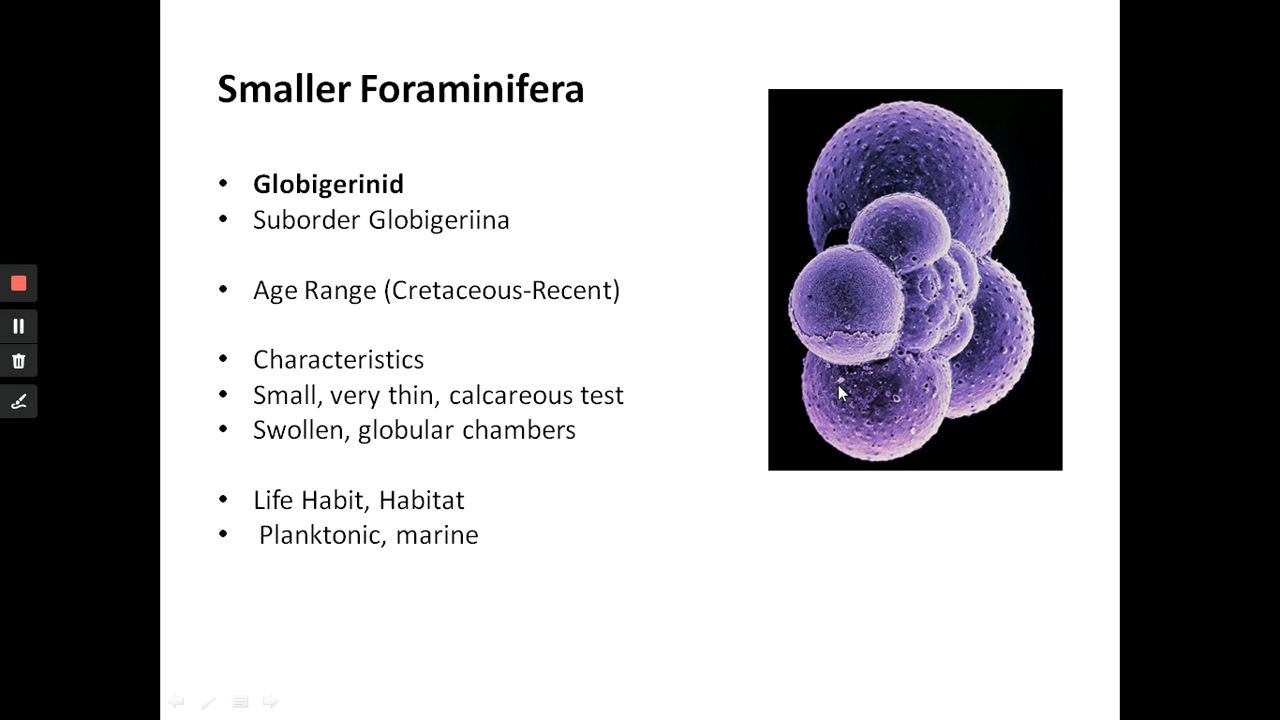 Smaller Foraminifera
• Globigerinid
• Suborder Globigeriina
• Age Range (Cretaceous-Recent)
• Characteristics
• Small, very thin, calcareous test
• Swollen, globular chambers
• Life Habit, Habitat
• Planktonic, marine